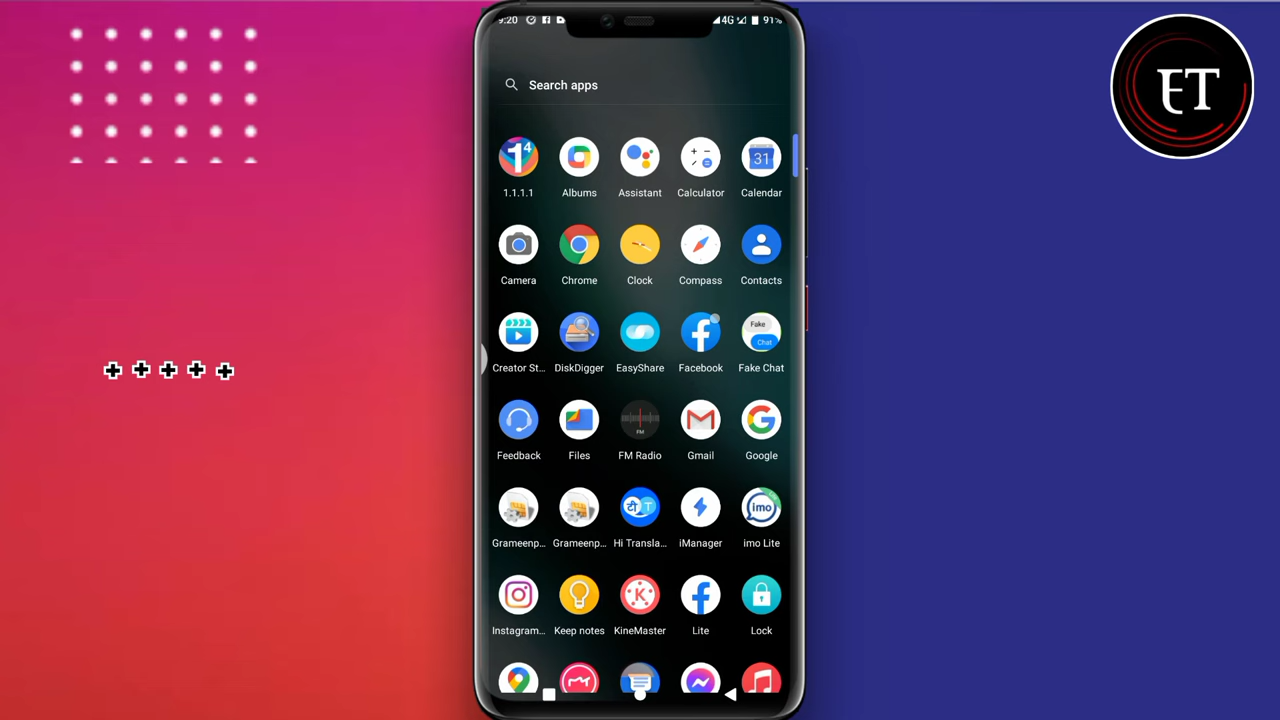 9:20 4G 91%
ET
Search apps
1.1.1.1 Albums Assistant Calculator Calendar
31
Camera Chrome Clock Compass Contacts
Fake
Chat
Creator St... DiskDigger EasyShare Facebook Fake Chat
FM
Feedback Files FM Radio Gmail Google
imo
Grameenp... Grameenp... Hi Transla... iManager imo Lite
Instagram... Keep notes KineMaster Lite Lock